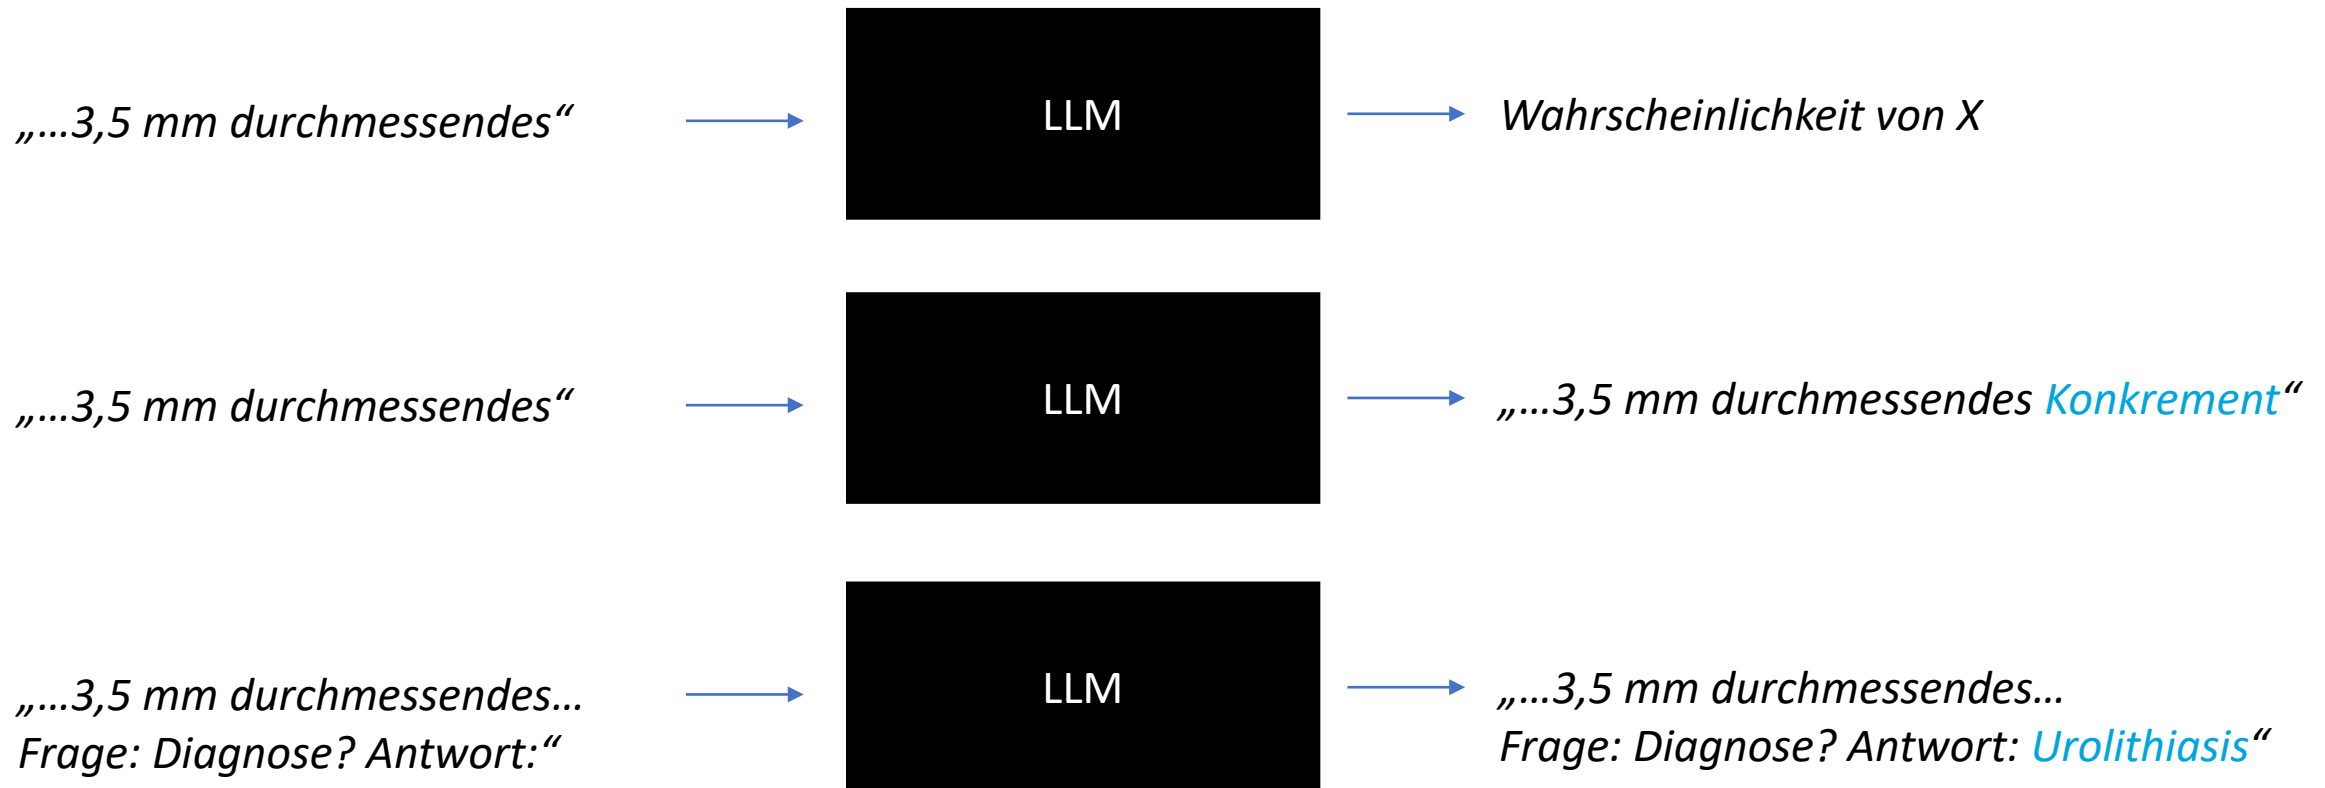 „…3,5 mm durchmessendes“
LLM
Wahrscheinlichkeit von X
„…3,5 mm durchmessendes“
LLM
„…3,5 mm durchmessendes Konkrement“
„…3,5 mm durchmessendes…
Frage: Diagnose? Antwort:“
LLM
„…3,5 mm durchmessendes…
Frage: Diagnose? Antwort: Urolithiasis“